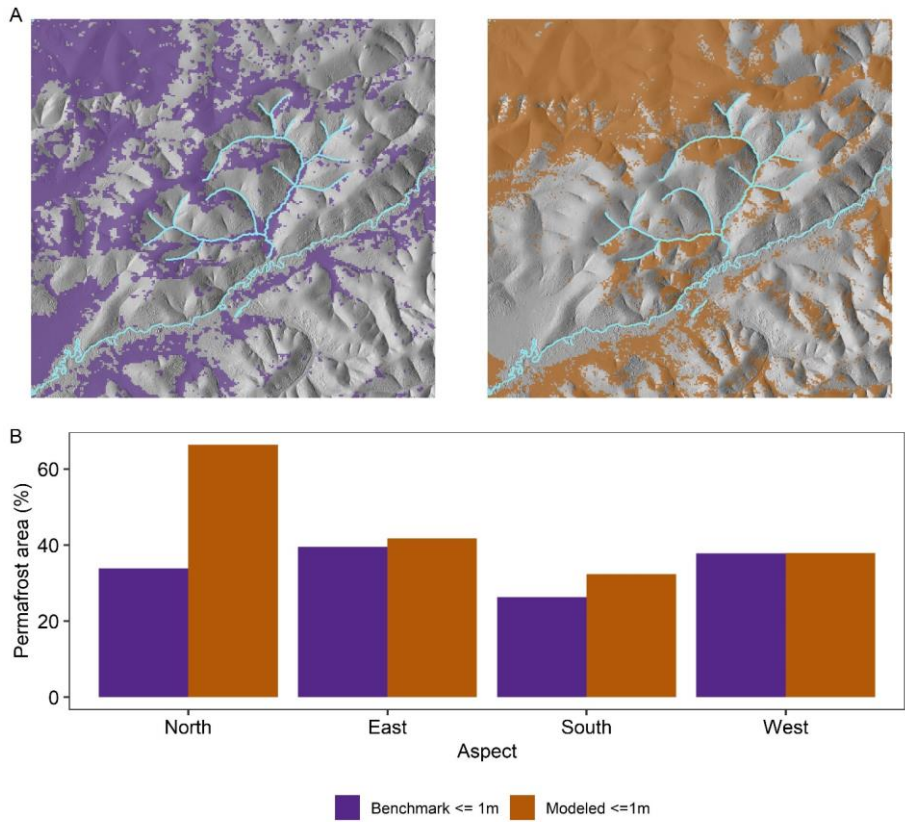 A
B
Permafrost area (%)
60
40
20
0
North East South West
Aspect
Benchmark <= 1m Modeled <=1m